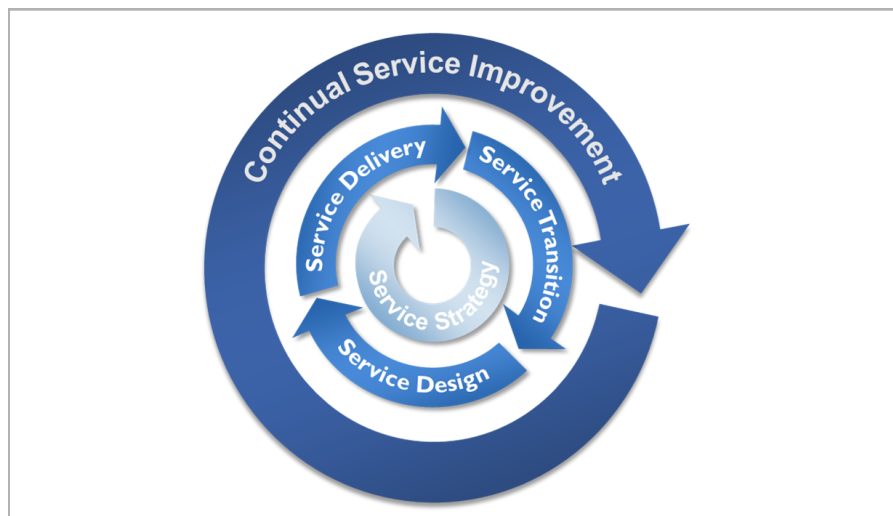 Continual Service Improvement
Service Delivery
Service Transition
Service Strategy
Service Design